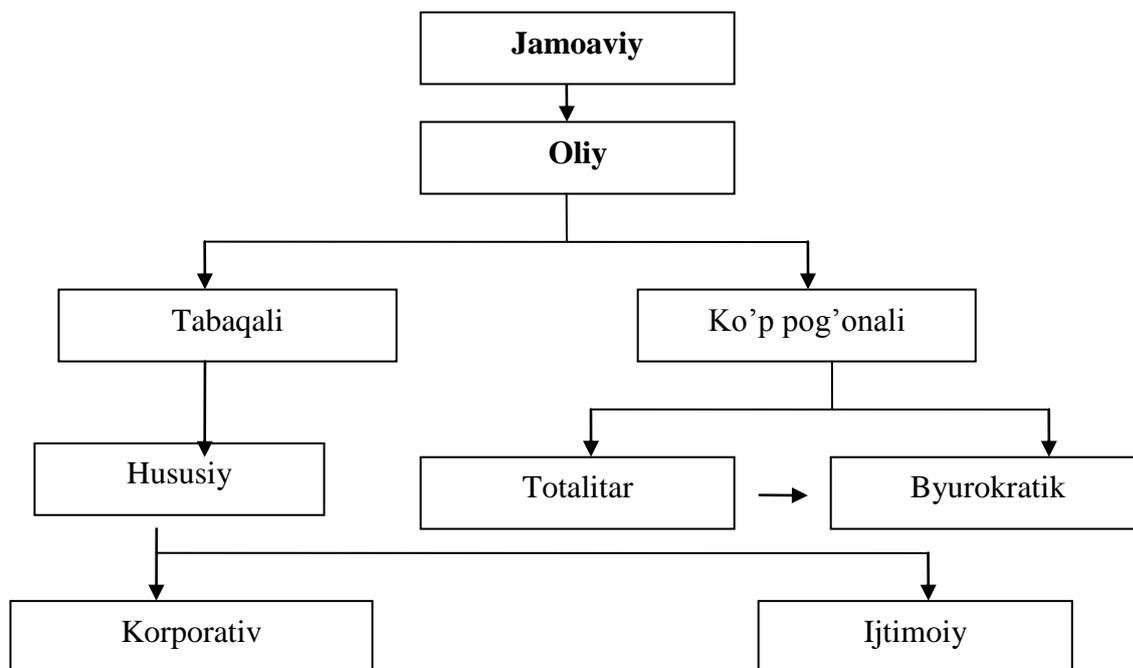 Jamoaviy
Oliy
Tabaqali
Ko’p pog’onali
Hususiy
Totalitar
Byurokratik
Korporativ
Ijtimoiy